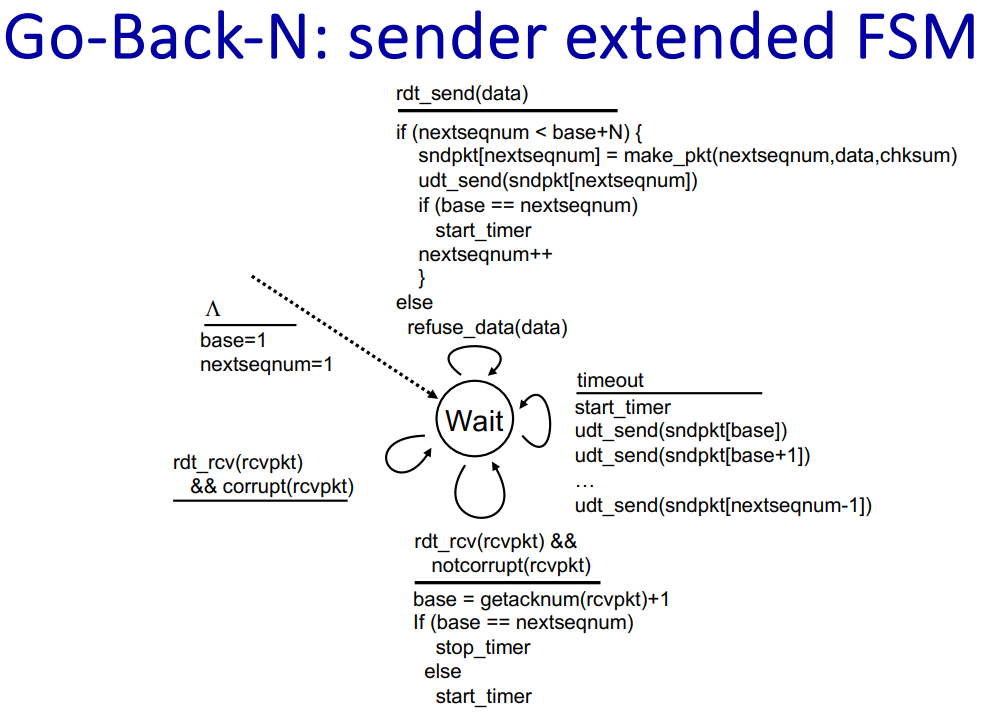 Go-Back-N: sender extended FSM
rdt_send(data)
if (nextseqnum < base+N) {
sndpkt[nextseqnum] = make_pkt(nextseqnum,data,chksum)
udt_send(sndpkt[nextseqnum])
if (base == nextseqnum)
start_timer
nextseqnum++
}
else
refuse_data(data)
Λ
base=1
nextseqnum=1
Wait
timeout
start_timer
udt_send(sndpkt[base])
udt_send(sndpkt[base+1])
…
udt_send(sndpkt[nextseqnum-1])
rdt_rcv(rcvpkt)
&& corrupt(rcvpkt)
rdt_rcv(rcvpkt) &&
notcorrupt(rcvpkt)
base = getacknum(rcvpkt)+1
If (base == nextseqnum)
stop_timer
else
start_timer